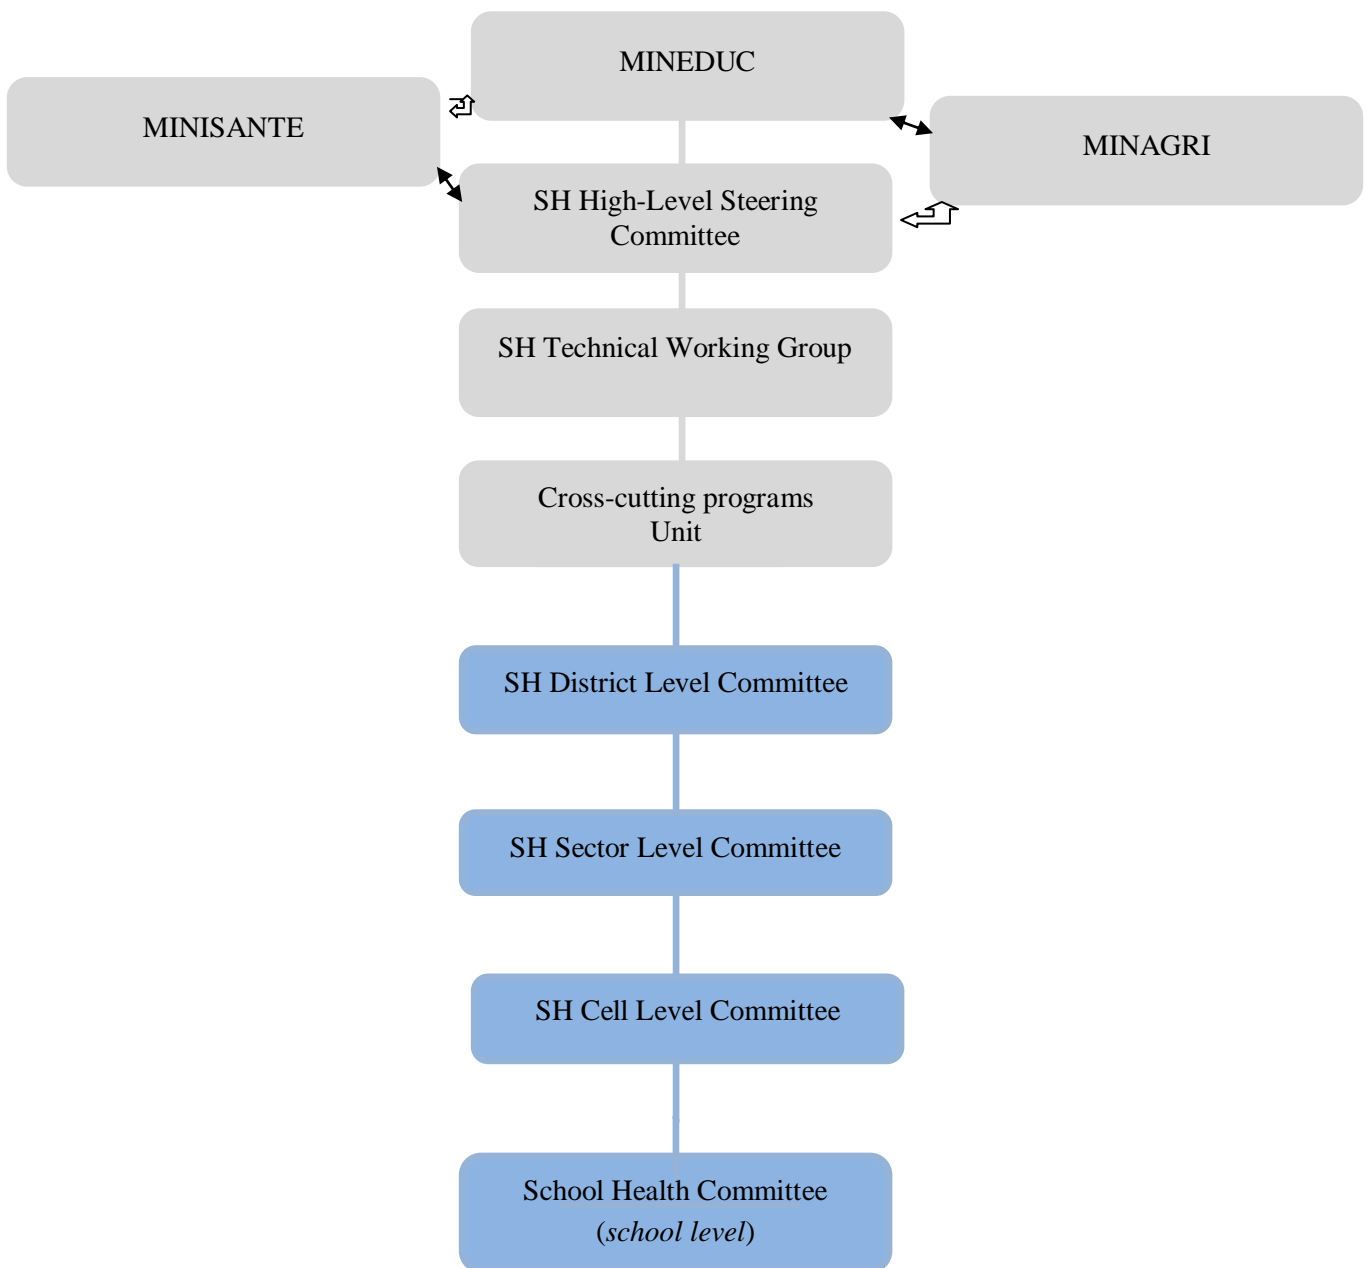 MINEDUC
MINISANTE
MINAGRI
SH High-Level Steering
Committee
SH Technical Working Group
Cross-cutting programs
Unit
SH District Level Committee
SH Sector Level Committee
SH Cell Level Committee
School Health Committee
(school level)